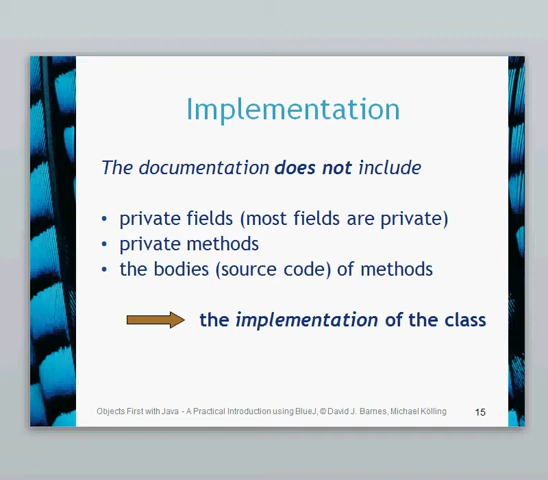 Implementation
The documentation does not include
• private fields (most fields are private)
• private methods
• the bodies (source code) of methods
the implementation of the class
Objects First with Java - A Practical Introduction using BlueJ, © David J. Barnes, Michael Kölling
15